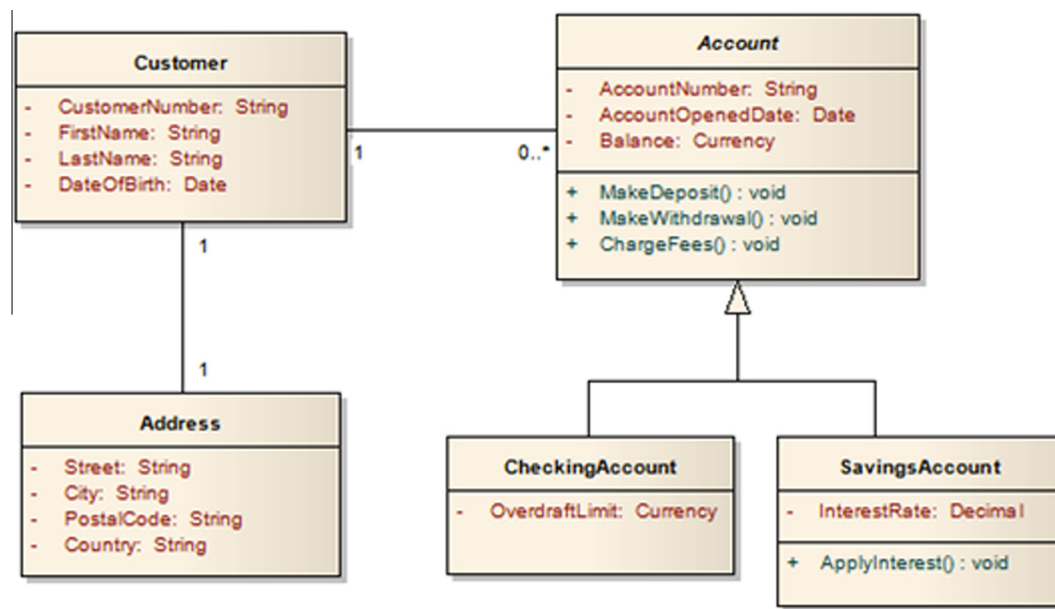 Customer
- CustomerNumber: String
- FirstName: String
- LastName: String
- DateOfBirth: Date
Account
- AccountNumber: String
- AccountOpenedDate: Date
- Balance: Currency
+ MakeDeposit() : void
+ MakeWithdrawal() : void
+ ChargeFees() : void
1
0..*
1
1
Address
- Street: String
- City: String
- PostalCode: String
- Country: String
CheckingAccount
- OverdraftLimit: Currency
SavingsAccount
- InterestRate: Decimal
+ ApplyInterest() : void